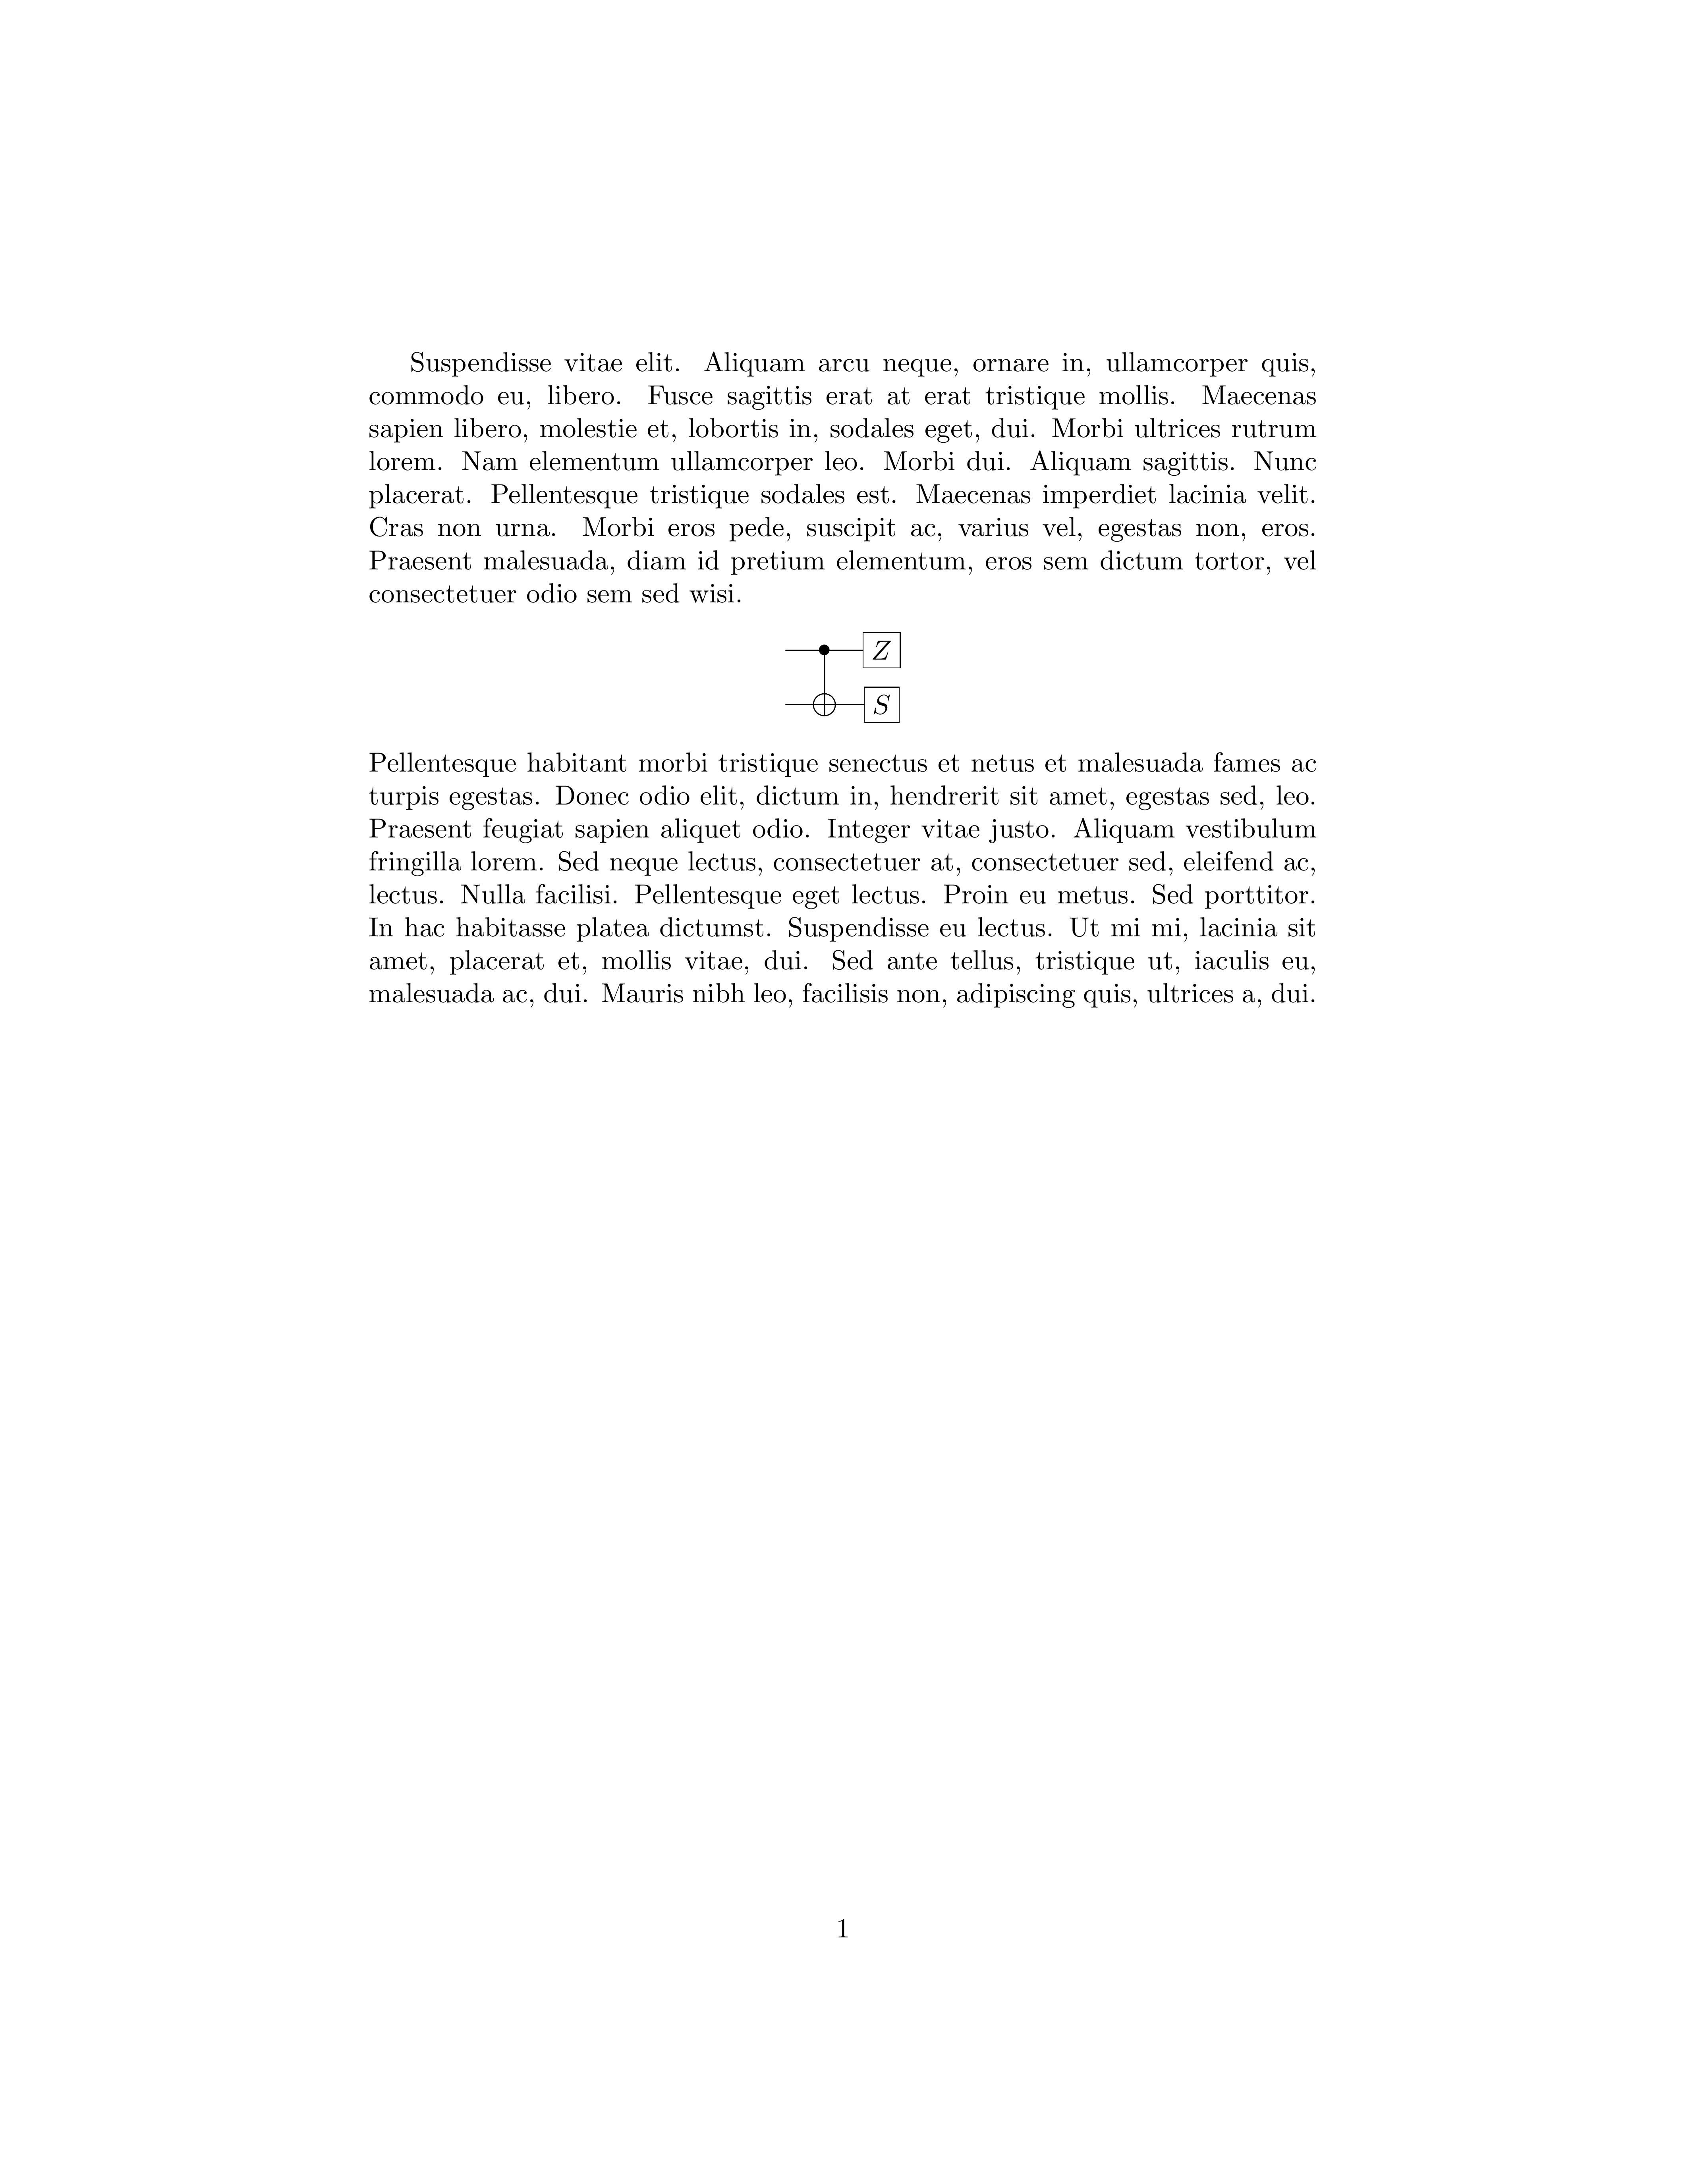 Suspendisse vitae elit. Aliquam arcu neque, ornare in, ullamcorper quis,
commodo eu, libero. Fusce sagittis erat at erat tristique mollis. Maecenas
sapien libero, molestie et, lobortis in, sodales eget, dui. Morbi ultrices rutrum
lorem. Nam elementum ullamcorper leo. Morbi dui. Aliquam sagittis. Nunc
placerat. Pellentesque tristique sodales est. Maecenas imperdiet lacinia velit.
Cras non urna. Morbi eros pede, suscipit ac, varius vel, egestas non, eros.
Praesent malesuada, diam id pretium elementum, eros sem dictum tortor, vel
consectetuer odio sem sed wisi.
Z
S
Pellentesque habitant morbi tristique senectus et netus et malesuada fames ac
turpis egestas. Donec odio elit, dictum in, hendrerit sit amet, egestas sed, leo.
Praesent feugiat sapien aliquet odio. Integer vitae justo. Aliquam vestibulum
fringilla lorem. Sed neque lectus, consectetuer at, consectetuer sed, eleifend ac,
lectus. Nulla facilisi. Pellentesque eget lectus. Proin eu metus. Sed porttitor.
In hac habitasse platea dictumst. Suspendisse eu lectus. Ut mi mi, lacinia sit
amet, placerat et, mollis vitae, dui. Sed ante tellus, tristique ut, iaculis eu,
malesuada ac, dui. Mauris nibh leo, facilisis non, adipiscing quis, ultrices a, dui.
1